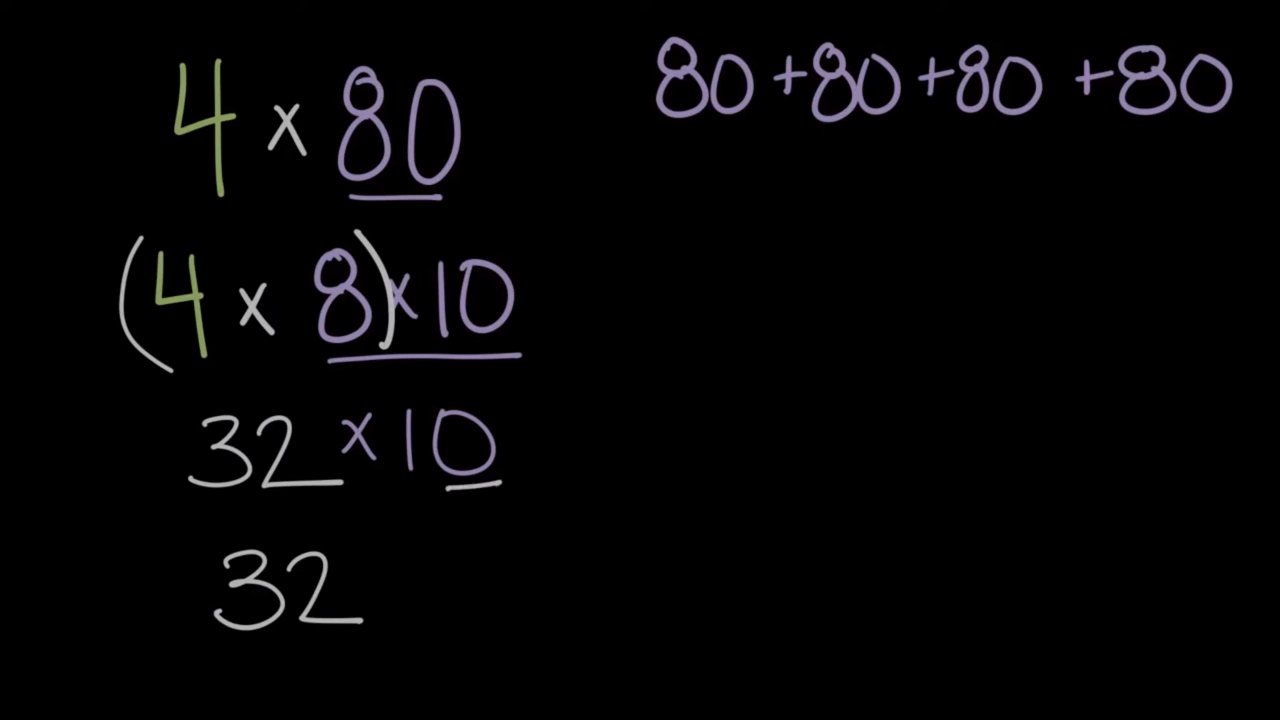 4 × 80
80 + 80 + 80 + 80
(4 × 8) × 10
32 × 10
32